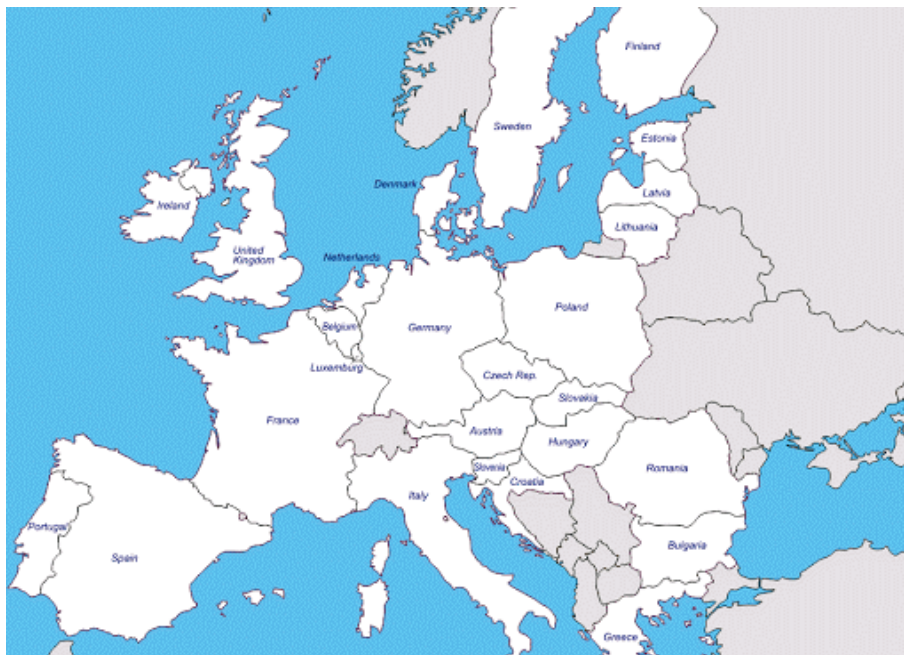 Finland
Sweden
Estonia
Denmark
Latvia
Ireland
Lithuania
United
Kingdom
Netherlands
Poland
Belgium
Germany
Luxemburg
Czech Rep.
Slovakia
France
Austria
Hungary
Slovenia
Romania
Croatia
Italy
Portugal
Bulgaria
Spain
Greece